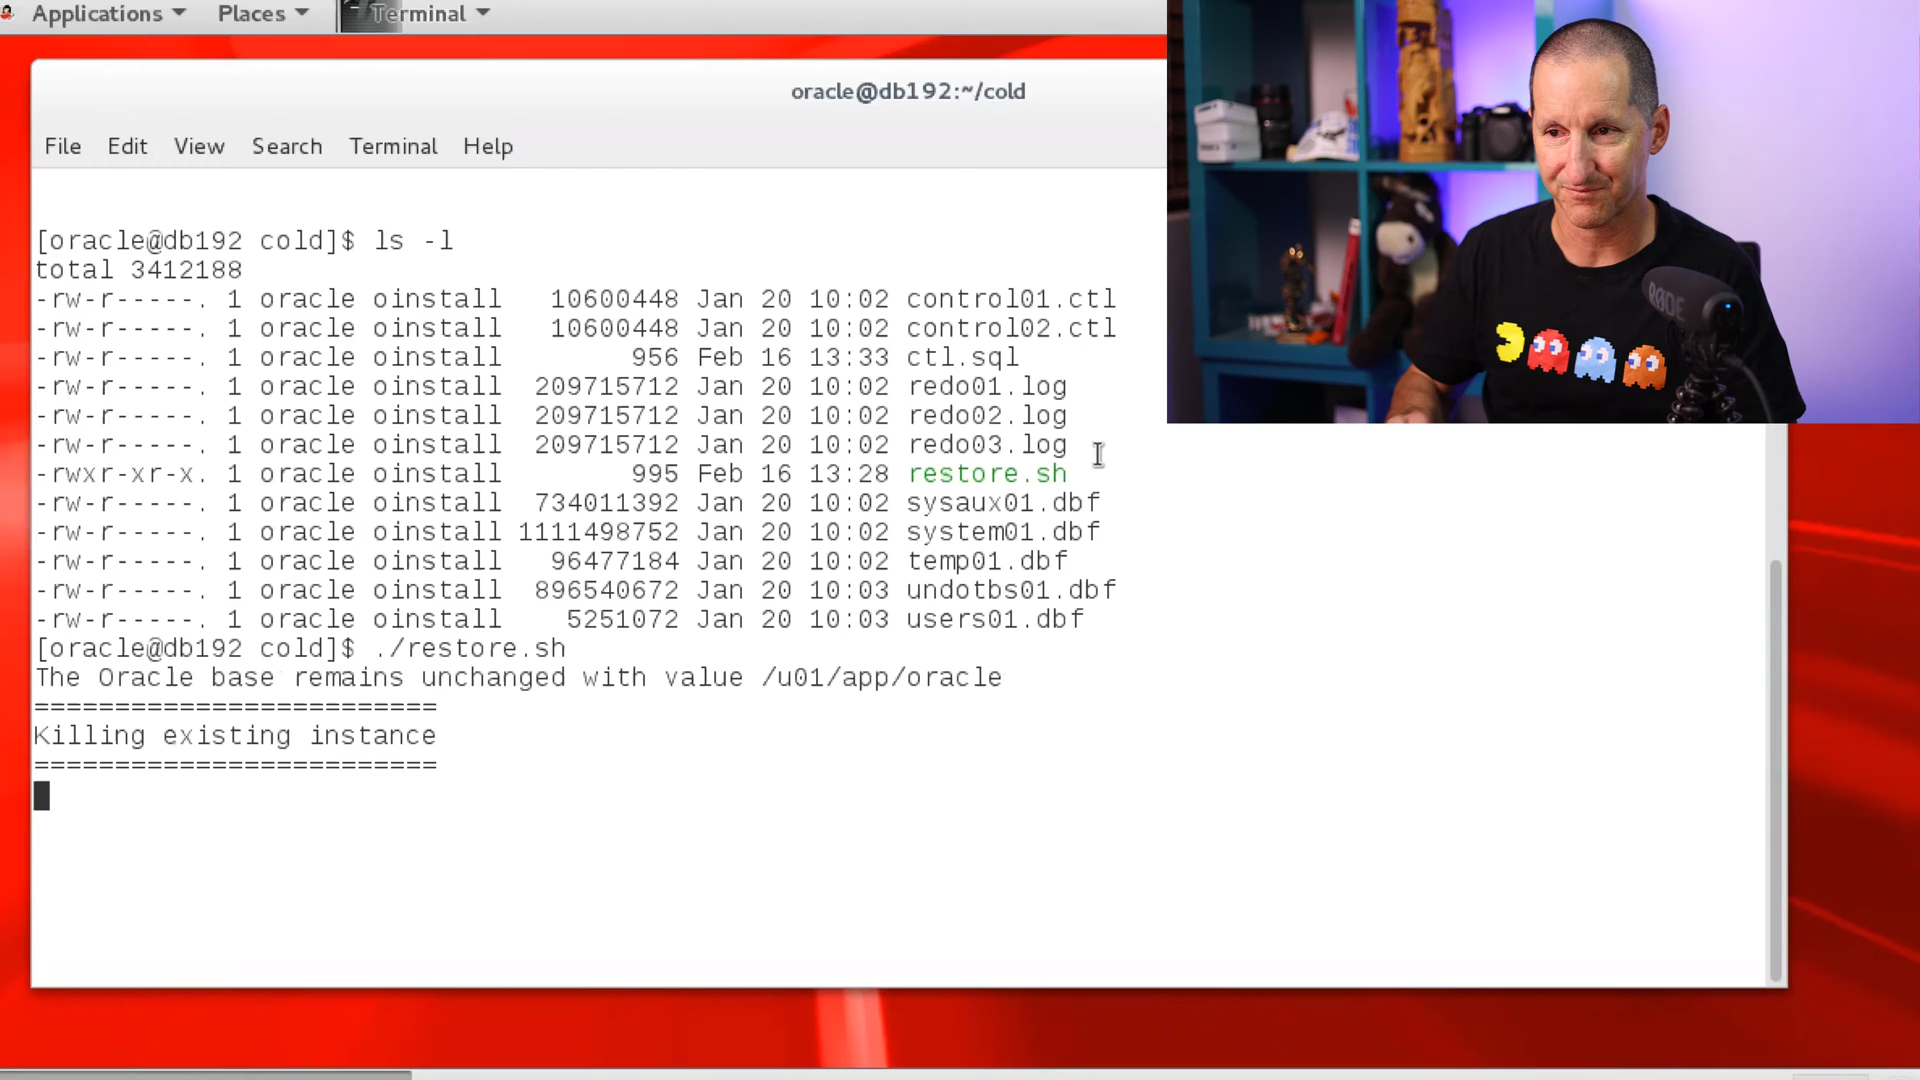 Applications Places Terminal
oracle@db192:~/cold
File Edit View Search Terminal Help
[oracle@db192 cold]$ ls -l
total 3412188
-rw-r-----. 1 oracle oinstall 10600448 Jan 20 10:02 control01.ctl
-rw-r-----. 1 oracle oinstall 10600448 Jan 20 10:02 control02.ctl
-rw-r-----. 1 oracle oinstall 956 Feb 16 13:33 ctl.sql
-rw-r-----. 1 oracle oinstall 209715712 Jan 20 10:02 redo01.log
-rw-r-----. 1 oracle oinstall 209715712 Jan 20 10:02 redo02.log
-rw-r-----. 1 oracle oinstall 209715712 Jan 20 10:02 redo03.log
-rwxr-xr-x. 1 oracle oinstall 995 Feb 16 13:28 restore.sh
-rw-r-----. 1 oracle oinstall 734011392 Jan 20 10:02 sysaux01.dbf
-rw-r-----. 1 oracle oinstall 1111498752 Jan 20 10:02 system01.dbf
-rw-r-----. 1 oracle oinstall 96477184 Jan 20 10:02 temp01.dbf
-rw-r-----. 1 oracle oinstall 896540672 Jan 20 10:03 undotbs01.dbf
-rw-r-----. 1 oracle oinstall 5251072 Jan 20 10:03 users01.dbf
[oracle@db192 cold]$ ./restore.sh
The Oracle base remains unchanged with value /u01/app/oracle
=========================
Killing existing instance
=========================
RØDE